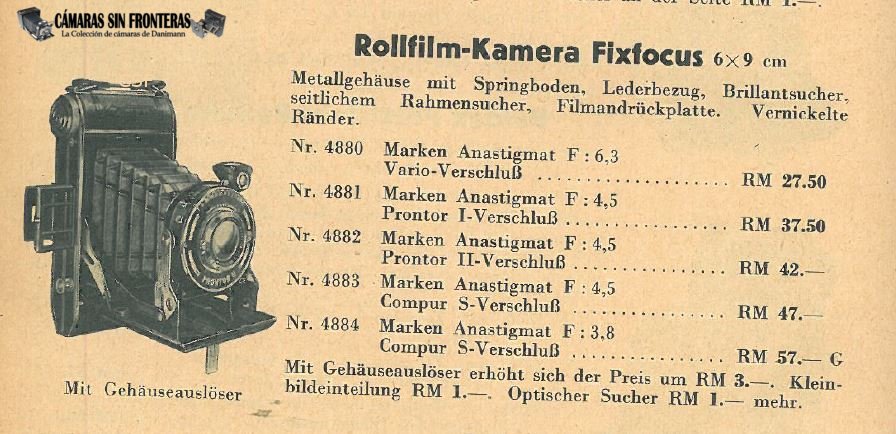 CÁMARAS SIN FRONTERAS
La Colección de cámaras de Danimann
an der Seite RM 1.—.
Rollfilm-Kamera Fixfocus 6×9 cm
Metallgehäuse mit Springboden, Lederbezug, Brillantsucher,
seitlichem Rahmensucher, Filmandrückplatte. Vernickelte
Ränder.
Nr. 4880 Marken Anastigmat F : 6,3
Vario-Verschluß .................. RM 27.50
Nr. 4881 Marken Anastigmat F : 4,5
Prontor I-Verschluß ............... RM 37.50
Nr. 4882 Marken Anastigmat F : 4,5
Prontor II-Verschluß .............. RM 42.—
Nr. 4883 Marken Anastigmat F : 4,5
Compur S-Verschluß ............... RM 47.—
Nr. 4884 Marken Anastigmat F : 3,8
Compur S-Verschluß ............... RM 57.— G
Mit Gehäuseauslöser erhöht sich der Preis um RM 3.—. Klein-
bildeinteilung RM 1.—. Optischer Sucher RM 1.— mehr.
Mit Gehäuseauslöser